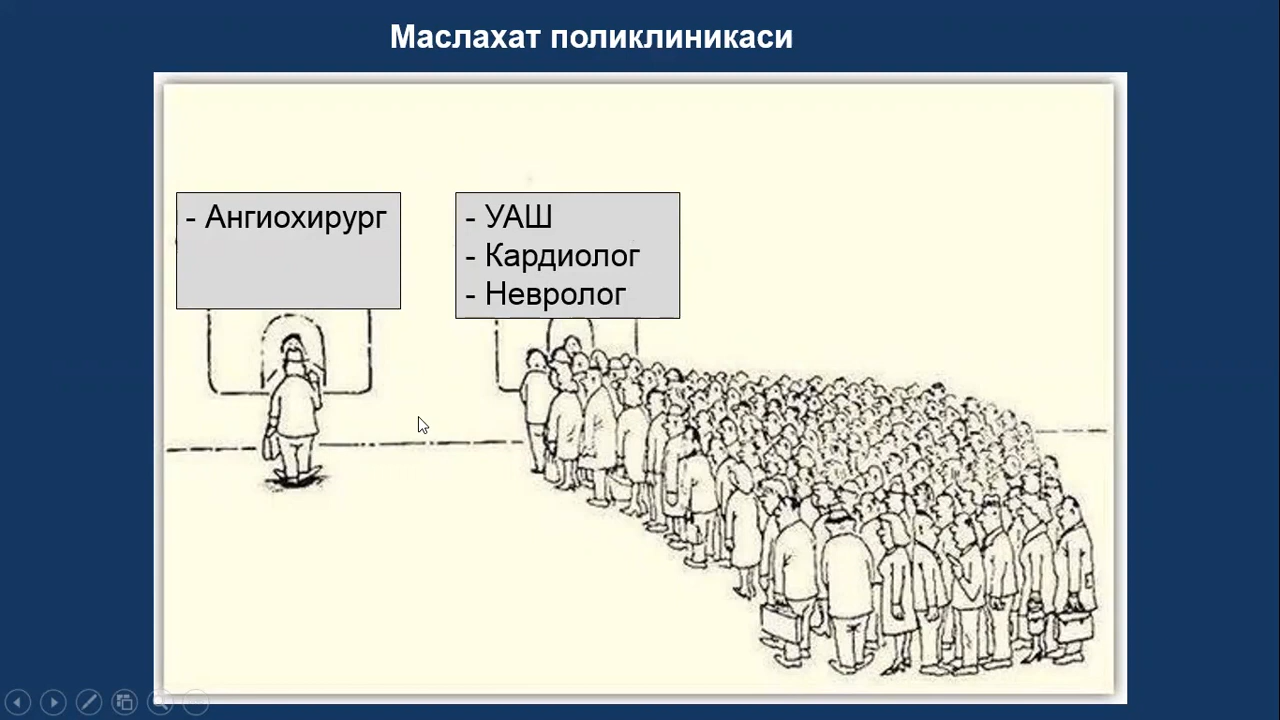 Маслахат поликлиникаси
- Ангиохирург
- УАШ
- Кардиолог
- Невролог